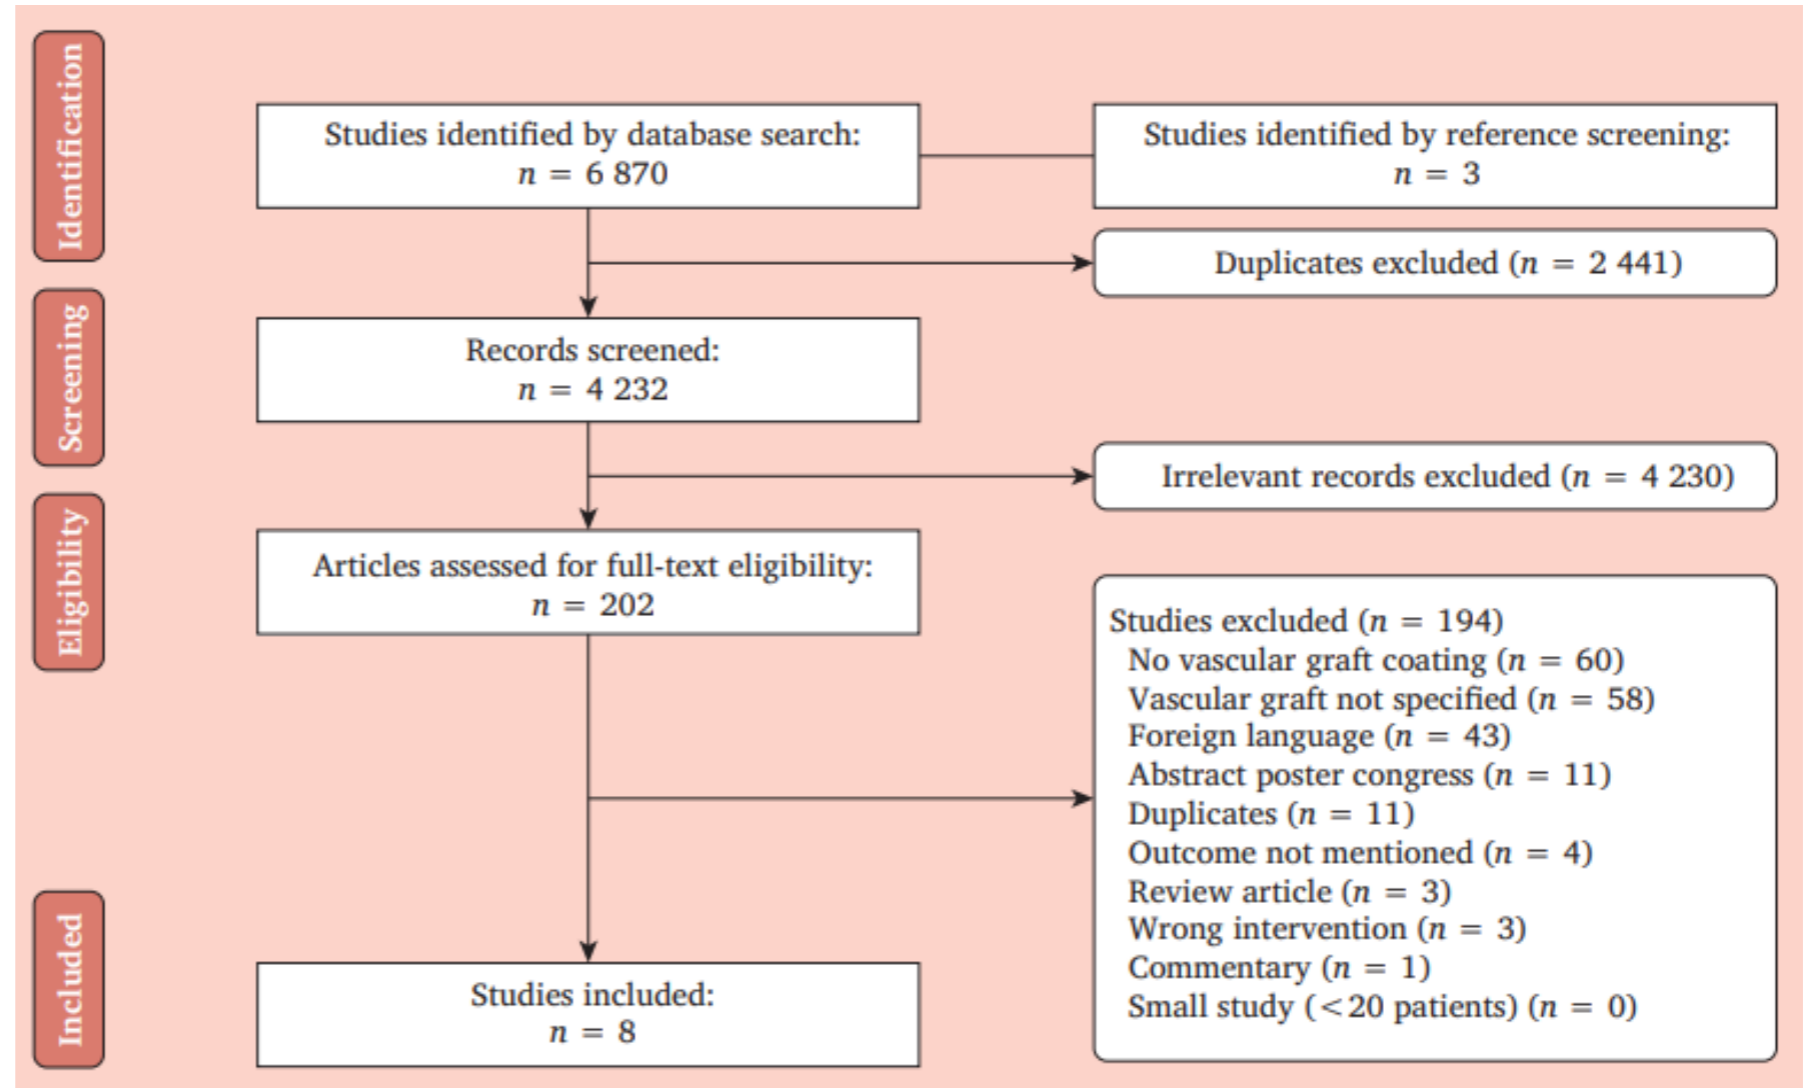 Identification
Studies identified by database search:
n = 6 870
Studies identified by reference screening:
n = 3
Duplicates excluded (n = 2 441)
Screening
Records screened:
n = 4 232
Irrelevant records excluded (n = 4 230)
Eligibility
Articles assessed for full-text eligibility:
n = 202
Studies excluded (n = 194)
No vascular graft coating (n = 60)
Vascular graft not specified (n = 58)
Foreign language (n = 43)
Abstract poster congress (n = 11)
Duplicates (n = 11)
Outcome not mentioned (n = 4)
Review article (n = 3)
Wrong intervention (n = 3)
Commentary (n = 1)
Small study (<20 patients) (n = 0)
Included
Studies included:
n = 8